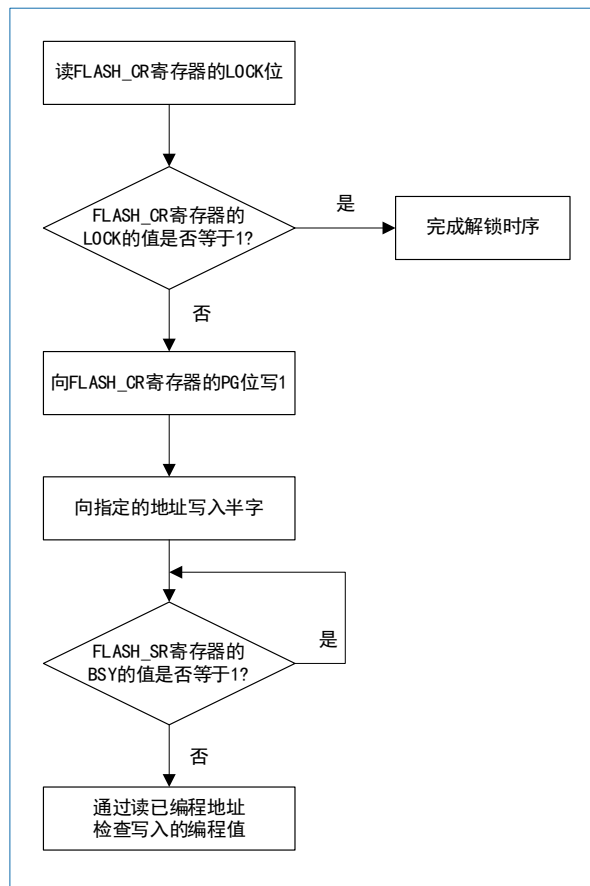 读FLASH_CR寄存器的LOCK位
FLASH_CR寄存器的
LOCK的值是否等于1?
是
完成解锁时序
否
向FLASH_CR寄存器的PG位写1
向指定的地址写入半字
FLASH_SR寄存器的
BSY的值是否等于1?
是
否
通过读已编程地址
检查写入的编程值